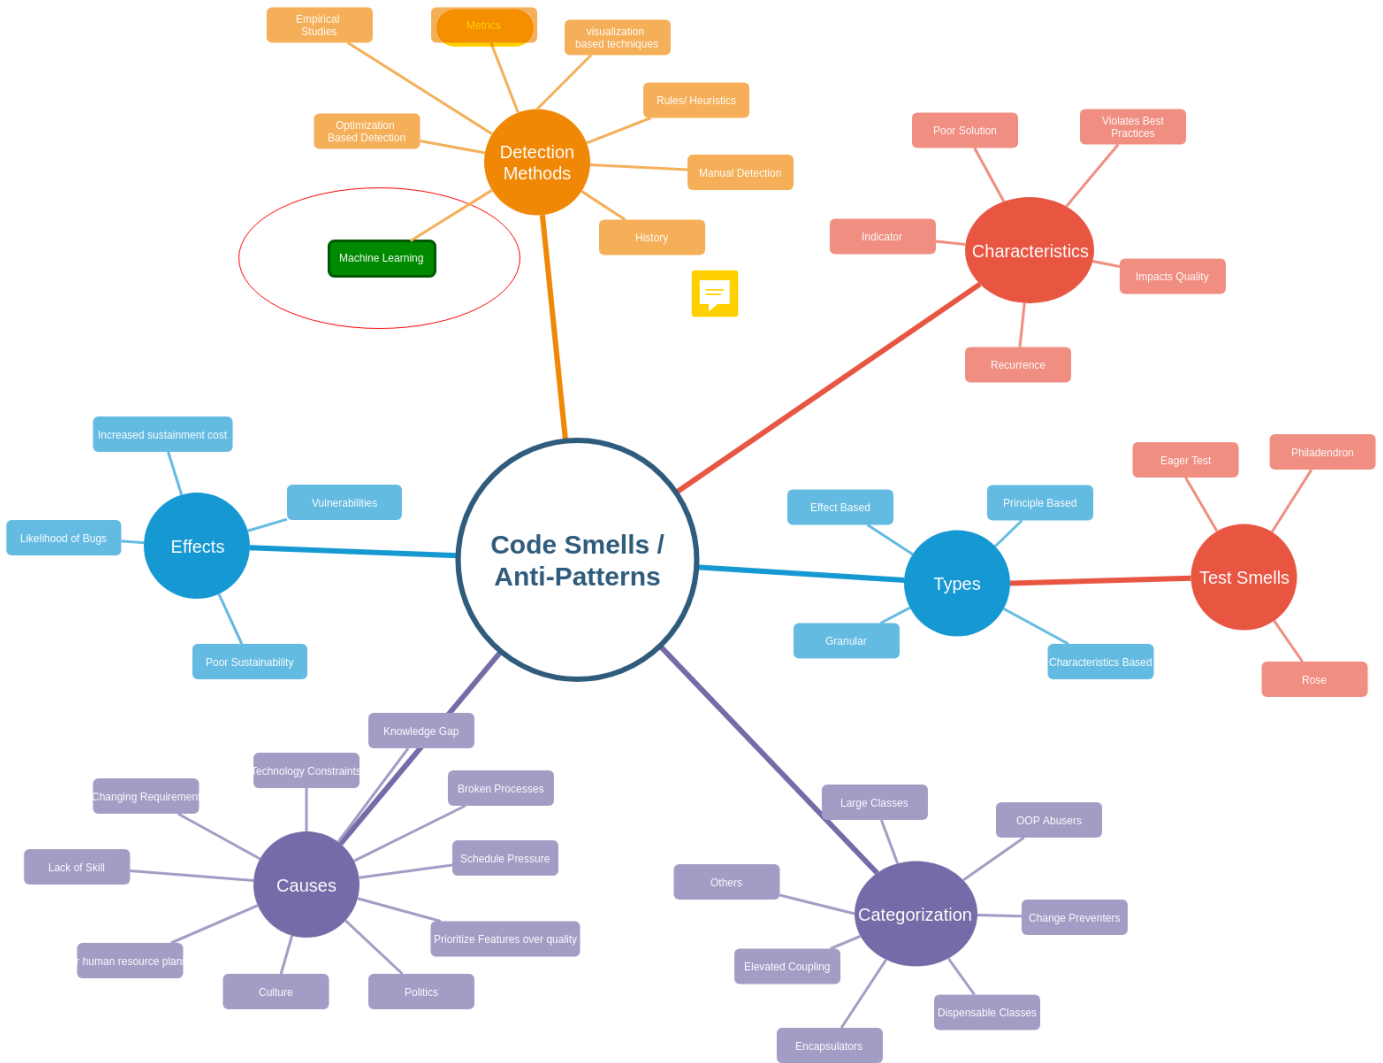 Empirical
Studies
Metrics
visualization
based techniques
Rules/ Heuristics
Optimization
Based Detection
Detection
Methods
Manual Detection
Machine Learning
History
Poor Solution
Violates Best
Practices
Indicator
Characteristics
Impacts Quality
Recurrence
Increased sustainment cost
Vulnerabilities
Likelihood of Bugs
Effects
Poor Sustainability
Code Smells /
Anti-Patterns
Effect Based
Principle Based
Types
Granular
Characteristics Based
Eager Test
Philadendron
Test Smells
Rose
Knowledge Gap
Technology Constraints
Changing Requirement
Broken Processes
Lack of Skill
Schedule Pressure
Causes
Prioritize Features over quality
human resource plan
Culture
Politics
Large Classes
OOP Abusers
Others
Categorization
Change Preventers
Elevated Coupling
Dispensable Classes
Encapsulators